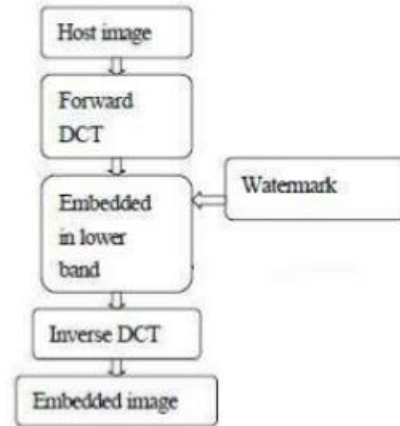 Host image
Forward
DCT
Embedded
in lower
band
Watermark
Inverse DCT
Embedded image